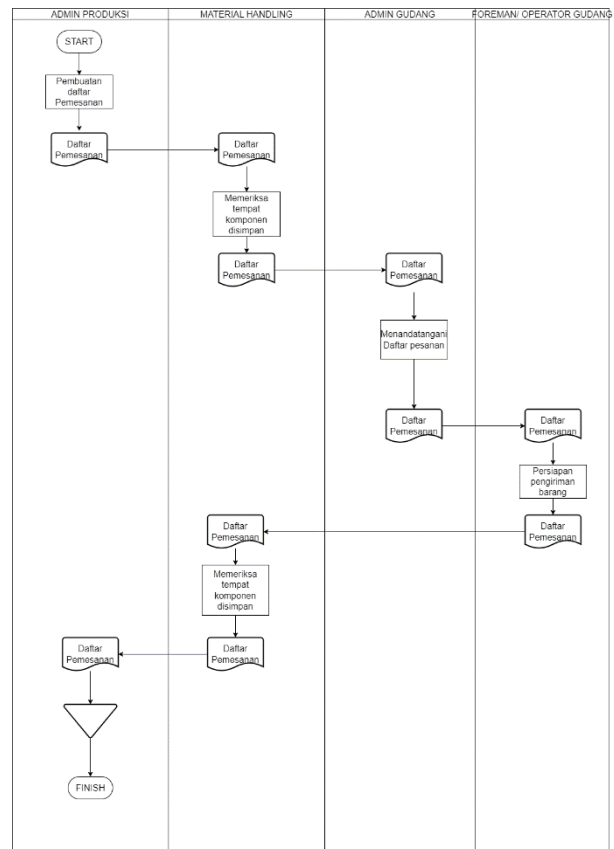 ADMIN PRODUKSI
MATERIAL HANDLING
ADMIN GUDANG
FOREMAN/ OPERATOR GUDANG
START
Pembuatan
daftar
Pemesanan
Daftar
Pemesanan
Daftar
Pemesanan
Memeriksa
tempat
komponen
disimpan
Daftar
Pemesanan
Daftar
Pemesanan
Menandatangani
Daftar pesanan
Daftar
Pemesanan
Daftar
Pemesanan
Persiapan
pengiriman
barang
Daftar
Pemesanan
Daftar
Pemesanan
Memeriksa
tempat
komponen
disimpan
Daftar
Pemesanan
Daftar
Pemesanan
FINISH